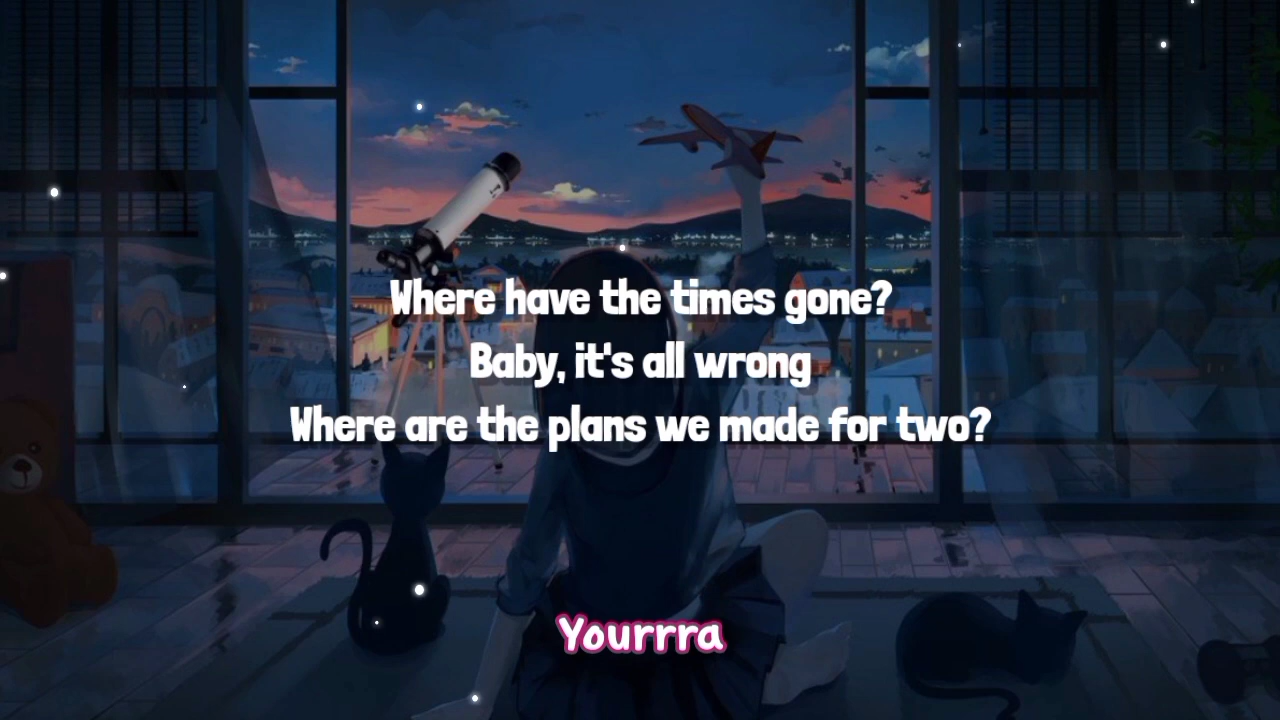 Where have the times gone?
Baby, it's all wrong
Where are the plans we made for two?
Yourrra